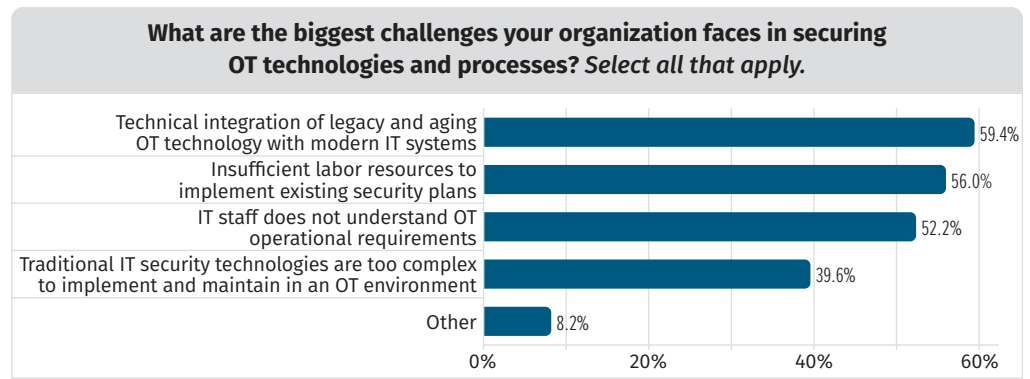 What are the biggest challenges your organization faces in securing
OT technologies and processes? Select all that apply.
Technical integration of legacy and aging
OT technology with modern IT systems
59.4%
Insufficient labor resources to
implement existing security plans
56.0%
IT staff does not understand OT
operational requirements
52.2%
Traditional IT security technologies are too complex
to implement and maintain in an OT environment
39.6%
Other
8.2%
0%
20%
40%
60%